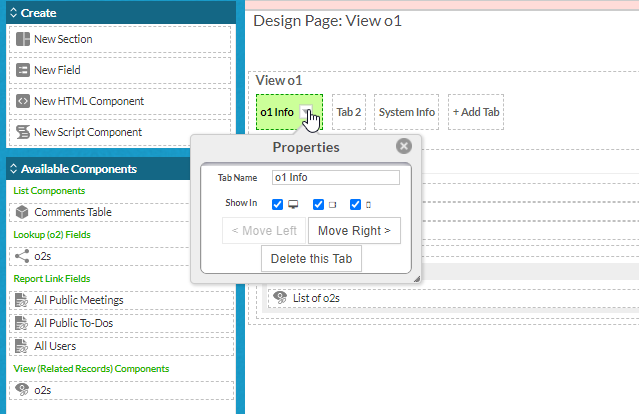 Create
New Section
New Field
New HTML Component
New Script Component
Available Components
List Components
Comments Table
Lookup (o2) Fields
o2s
Report Link Fields
All Public Meetings
All Public To-Dos
All Users
View (Related Records) Components
o2s
Design Page: View o1
View o1
o1 Info
Tab 2
System Info
+ Add Tab
Properties
Tab Name
o1 Info
Show In
< Move Left
Move Right >
Delete this Tab
List of o2s